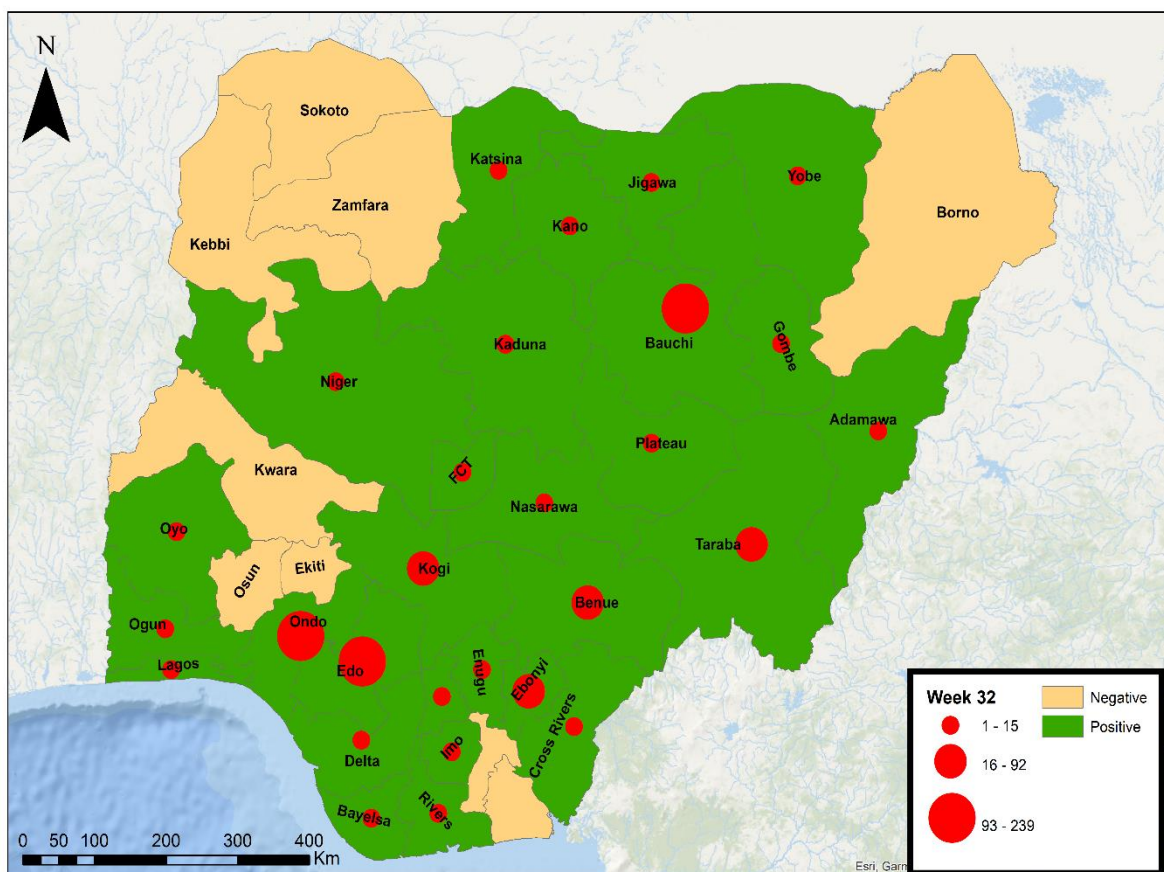 N
Sokoto
Katsina
Jigawa
Yobe
Zamfara
Borno
Kano
Kebbi
Bauchi
Gombe
Kaduna
Niger
Adamawa
Plateau
Kwara
FCT
Nasarawa
Oyo
Taraba
Osun
Ekiti
Kogi
Benue
Ogun
Ondo
Lagos
Edo
Enugu
Ebonyi
Cross Rivers
Delta
Imo
Bayelsa
Rivers
Week 32
1 - 15
16 - 92
93 - 239
Negative
Positive
0 50 100 200 300 400
Km
Esri, Garm